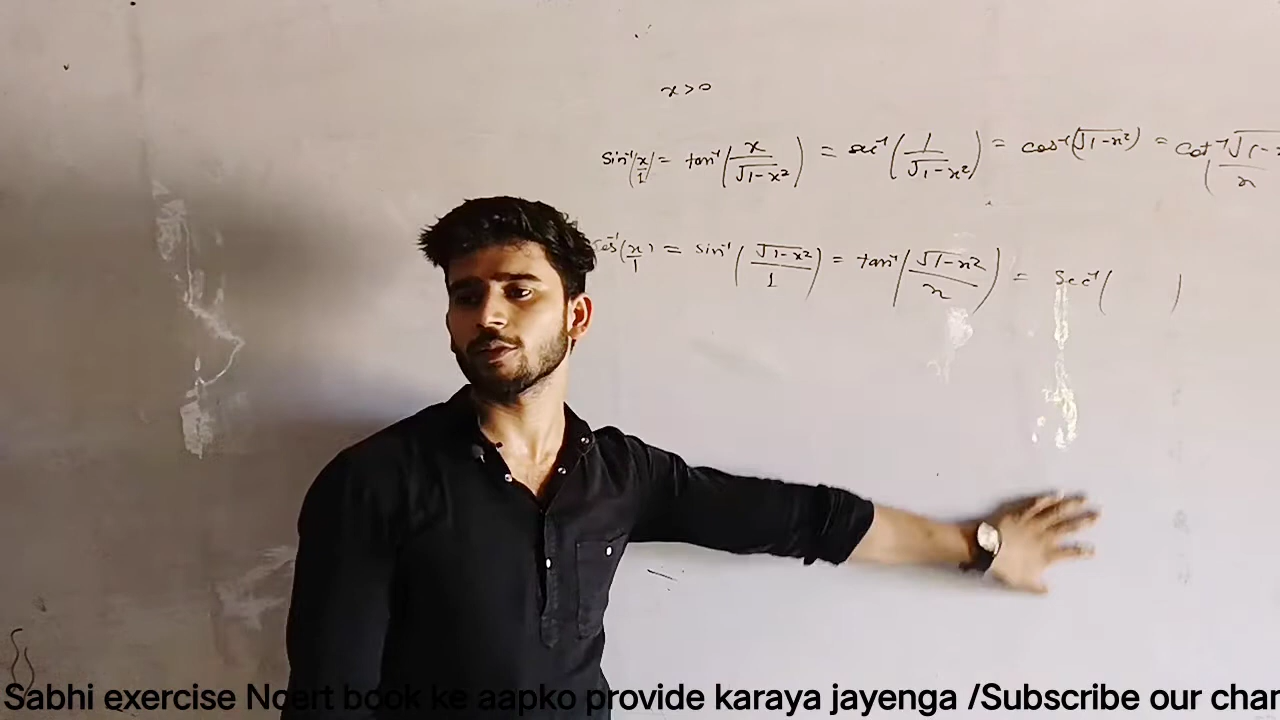 x>0
sin⁻¹(x/1) = tan⁻¹(x/√1-x²) = sec⁻¹(1/√1-x²) = cos⁻¹(√1-x²) = cot⁻¹(√1-
cos⁻¹(x/1) = sin⁻¹(√1-x²/1) = tan⁻¹(√1-x²/x) = sec⁻¹( )
Sabhi exercise Ncert book ke aapko provide karaya jayenga /Subscribe our